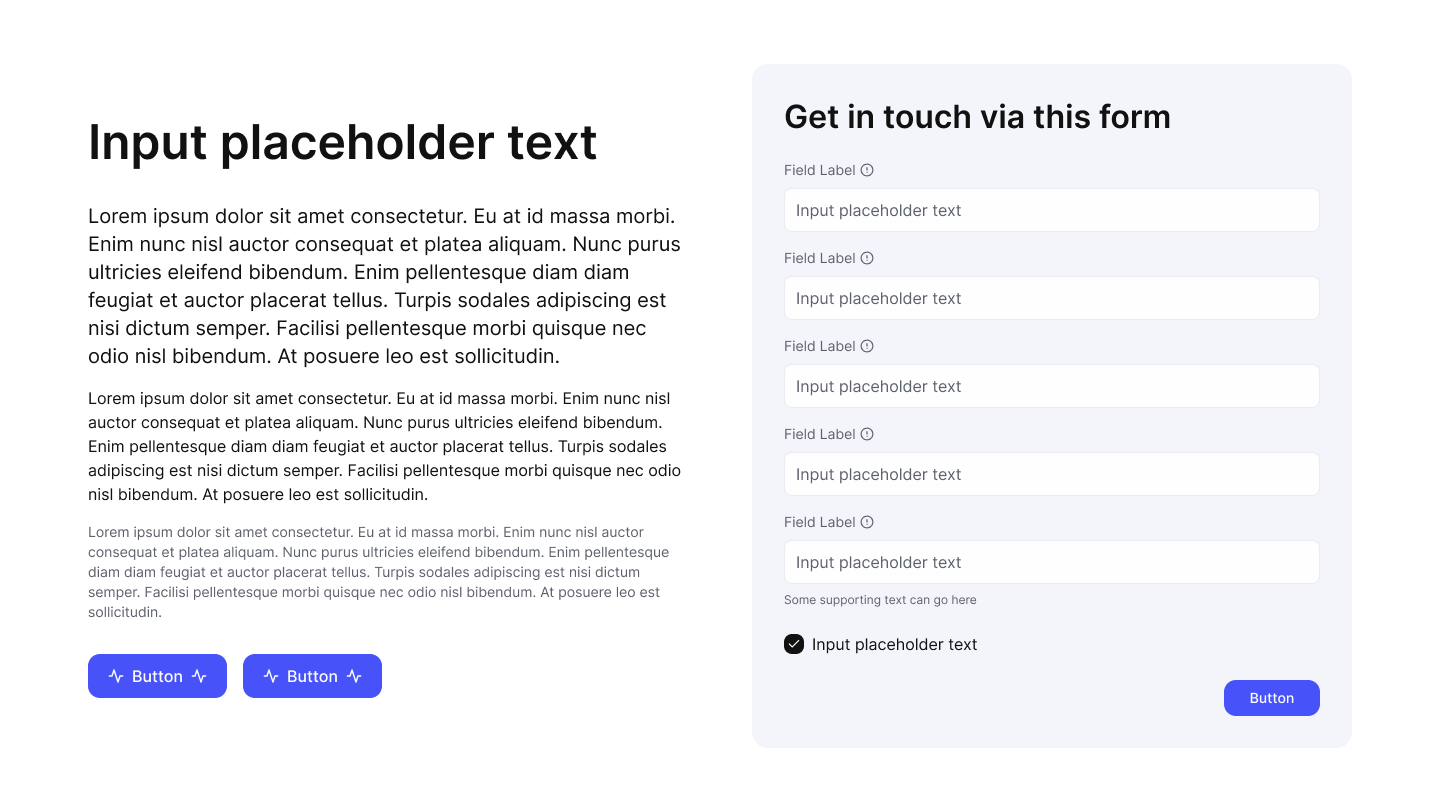 Input placeholder text
Lorem ipsum dolor sit amet consectetur. Eu at id massa morbi.
Enim nunc nisl auctor consequat et platea aliquam. Nunc purus
ultricies eleifend bibendum. Enim pellentesque diam diam
feugiat et auctor placerat tellus. Turpis sodales adipiscing est
nisi dictum semper. Facilisi pellentesque morbi quisque nec
odio nisl bibendum. At posuere leo est sollicitudin.
Lorem ipsum dolor sit amet consectetur. Eu at id massa morbi. Enim nunc nisl
auctor consequat et platea aliquam. Nunc purus ultricies eleifend bibendum.
Enim pellentesque diam diam feugiat et auctor placerat tellus. Turpis sodales
adipiscing est nisi dictum semper. Facilisi pellentesque morbi quisque nec odio
nisl bibendum. At posuere leo est sollicitudin.
Lorem ipsum dolor sit amet consectetur. Eu at id massa morbi. Enim nunc nisl auctor
consequat et platea aliquam. Nunc purus ultricies eleifend bibendum. Enim pellentesque
diam diam feugiat et auctor placerat tellus. Turpis sodales adipiscing est nisi dictum
semper. Facilisi pellentesque morbi quisque nec odio nisl bibendum. At posuere leo est
sollicitudin.
Button
Button
Get in touch via this form
Field Label
Input placeholder text
Field Label
Input placeholder text
Field Label
Input placeholder text
Field Label
Input placeholder text
Field Label
Input placeholder text
Some supporting text can go here
Input placeholder text
Button